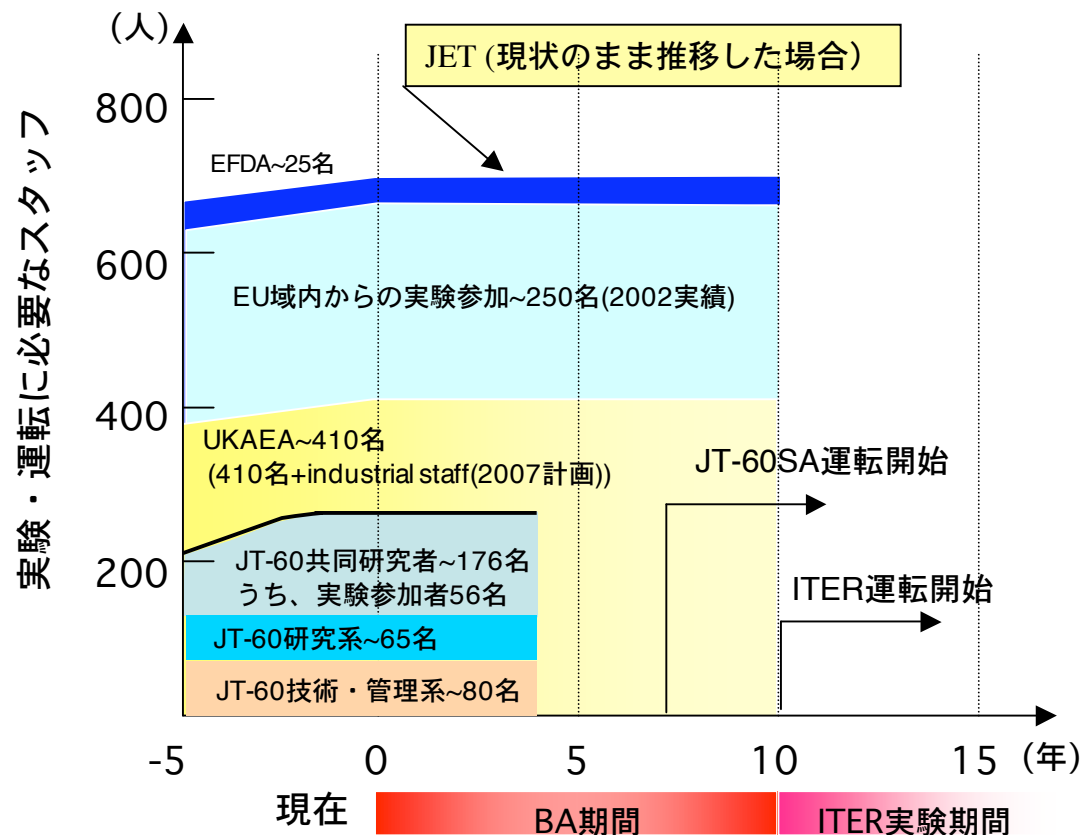 (人)
JET (現状のまま推移した場合）
実験・運転に必要なスタッフ
800
EFDA~25名
600
EU域内からの実験参加~250名(2002実績)
400
UKAEA~410名
(410名+industrial staff(2007計画))
JT-60SA運転開始
200
JT-60共同研究者~176名
うち、実験参加者56名
ITER運転開始
JT-60研究系~65名
JT-60技術・管理系~80名
-5
0
5
10
15
(年)
現在
BA期間
ITER実験期間